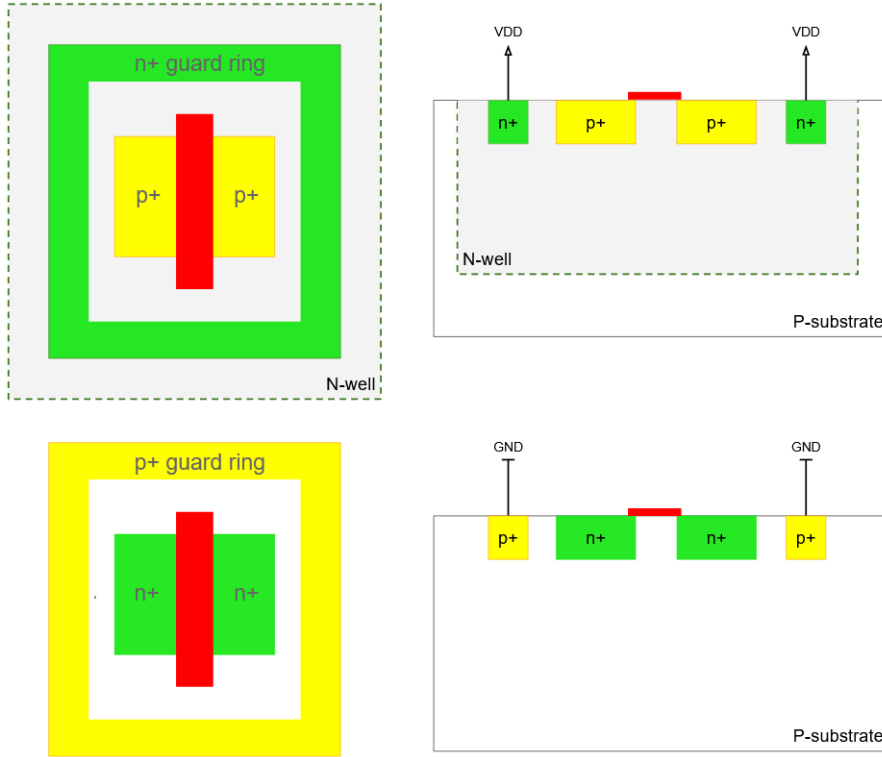 n+ guard ring
p+
p+
N-well
VDD
VDD
n+
p+
p+
n+
N-well
P-substrate
p+ guard ring
n+
n+
GND
GND
p+
n+
n+
p+
P-substrate